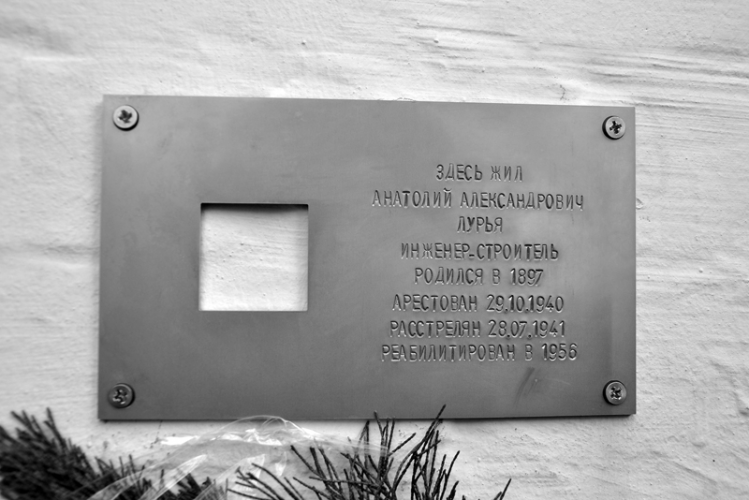 ЗДЕСЬ ЖИЛ
АНАТОЛИЙ АЛЕКСАНДРОВИЧ
ЛУРЬЯ
ИНЖЕНЕР-СТРОИТЕЛЬ
РОДИЛСЯ В 1897
АРЕСТОВАН 29.10.1940
РАССТРЕЛЯН 28.07.1941
РЕАБИЛИТИРОВАН В 1956